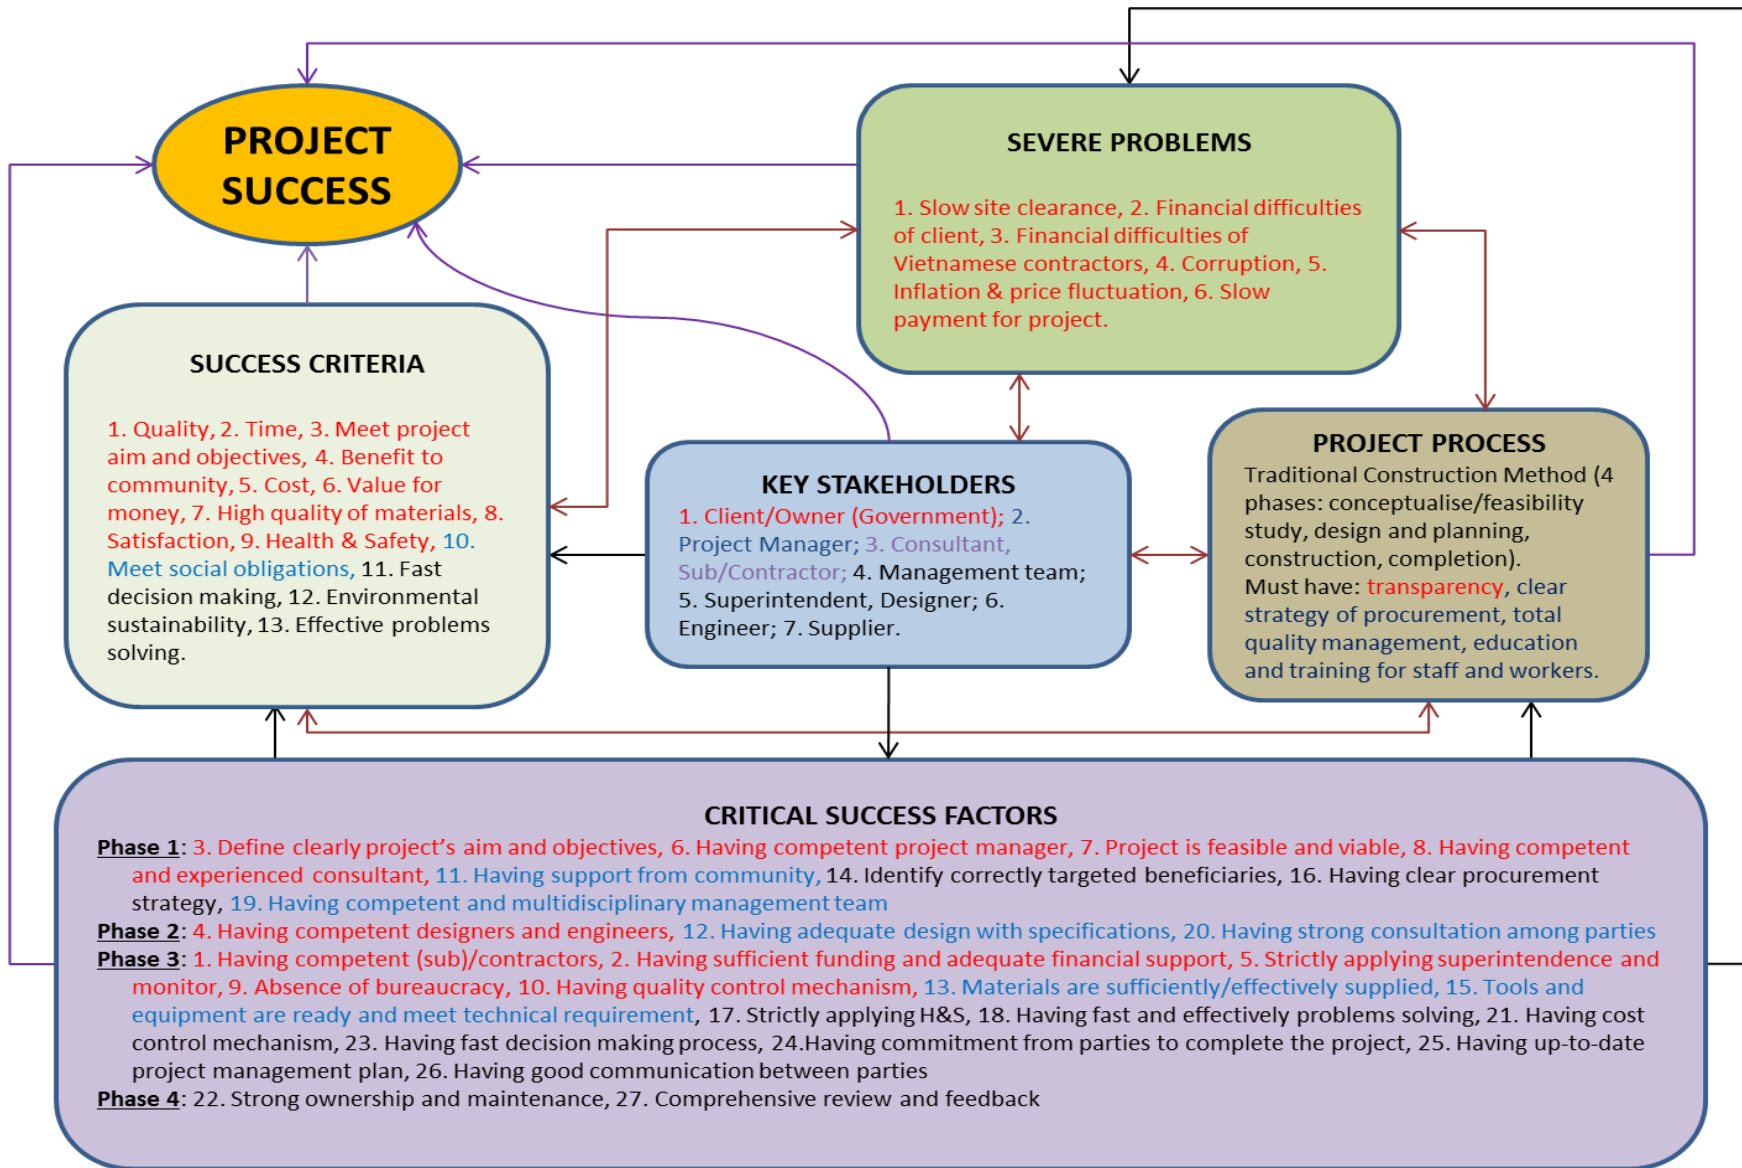 PROJECT
SUCCESS
SEVERE PROBLEMS
1. Slow site clearance, 2. Financial difficulties
of client, 3. Financial difficulties of
Vietnamese contractors, 4. Corruption, 5.
Inflation & price fluctuation, 6. Slow
payment for project.
SUCCESS CRITERIA
1. Quality, 2. Time, 3. Meet project
aim and objectives, 4. Benefit to
community, 5. Cost, 6. Value for
money, 7. High quality of materials, 8.
Satisfaction, 9. Health & Safety, 10.
Meet social obligations, 11. Fast
decision making, 12. Environmental
sustainability, 13. Effective problems
solving.
KEY STAKEHOLDERS
1. Client/Owner (Government); 2.
Project Manager; 3. Consultant,
Sub/Contractor; 4. Management team;
5. Superintendent, Designer; 6.
Engineer; 7. Supplier.
PROJECT PROCESS
Traditional Construction Method (4
phases: conceptualise/feasibility
study, design and planning,
construction, completion).
Must have: transparency, clear
strategy of procurement, total
quality management, education
and training for staff and workers.
CRITICAL SUCCESS FACTORS
Phase 1: 3. Define clearly project’s aim and objectives, 6. Having competent project manager, 7. Project is feasible and viable, 8. Having competent
and experienced consultant, 11. Having support from community, 14. Identify correctly targeted beneficiaries, 16. Having clear procurement
strategy, 19. Having competent and multidisciplinary management team
Phase 2: 4. Having competent designers and engineers, 12. Having adequate design with specifications, 20. Having strong consultation among parties
Phase 3: 1. Having competent (sub)/contractors, 2. Having sufficient funding and adequate financial support, 5. Strictly applying superintendence and
monitor, 9. Absence of bureaucracy, 10. Having quality control mechanism, 13. Materials are sufficiently/effectively supplied, 15. Tools and
equipment are ready and meet technical requirement, 17. Strictly applying H&S, 18. Having fast and effectively problems solving, 21. Having cost
control mechanism, 23. Having fast decision making process, 24.Having commitment from parties to complete the project, 25. Having up-to-date
project management plan, 26. Having good communication between parties
Phase 4: 22. Strong ownership and maintenance, 27. Comprehensive review and feedback